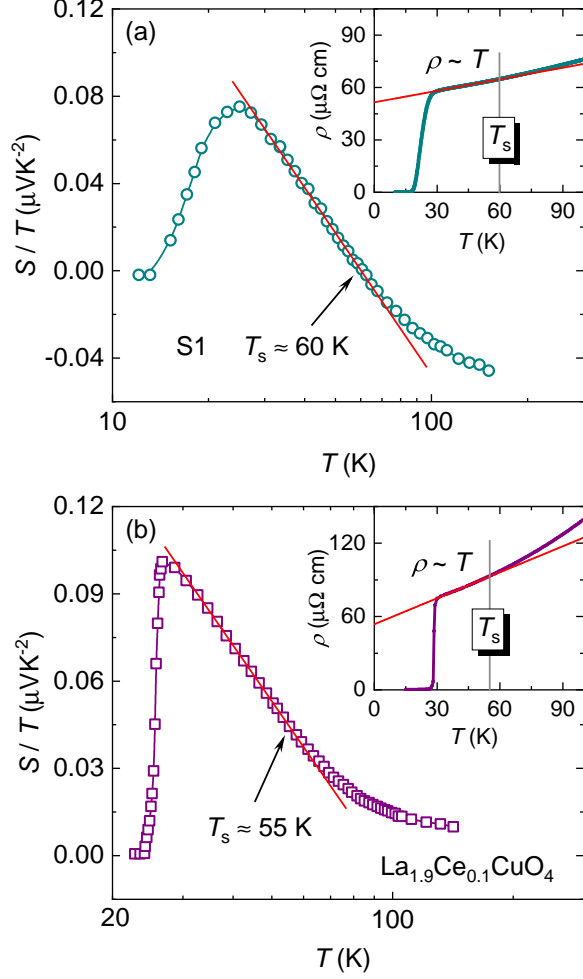 (a)
S / T (μVK⁻²)
0.12
0.08
0.04
0.00
-0.04
S1
Tₛ ≈ 60 K
10
100
T (K)
ρ (μΩ cm)
90
60
30
0
ρ ~ T
Tₛ
0 30 60 90
T (K)
(b)
S / T (μVK⁻²)
0.12
0.09
0.06
0.03
0.00
Tₛ ≈ 55 K
La₁.₉Ce₀.₁CuO₄
20
100
T (K)
ρ (μΩ cm)
120
60
0
ρ ~ T
Tₛ
0 30 60 90
T (K)